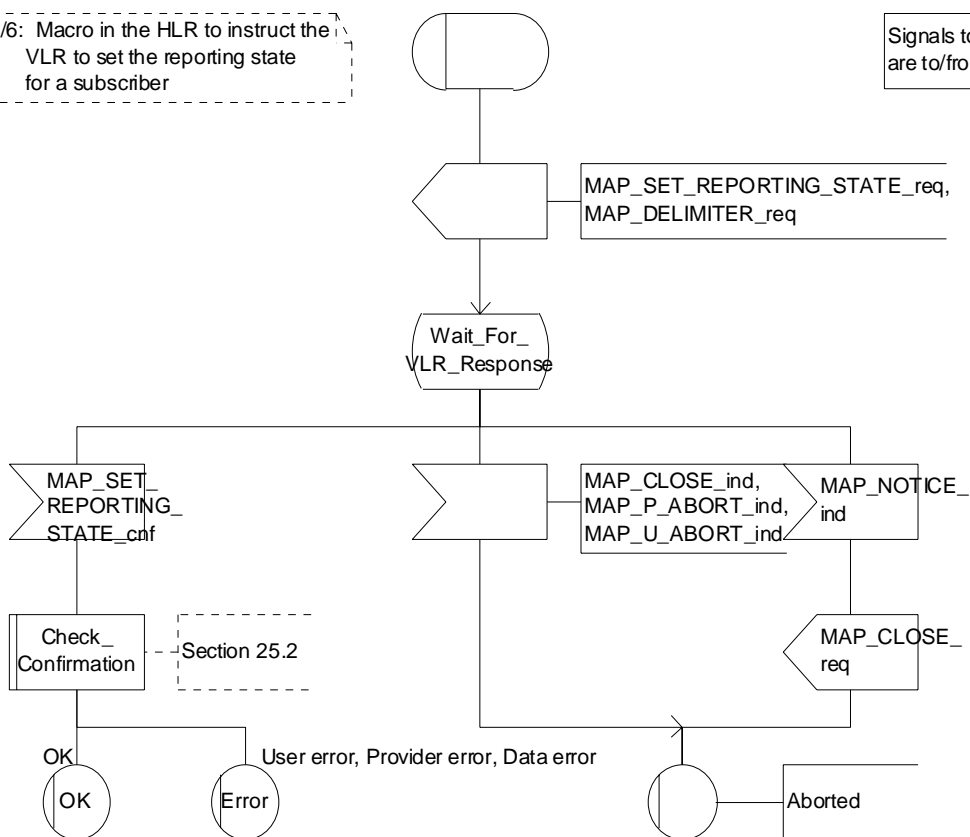 /6: Macro in the HLR to instruct the
VLR to set the reporting state
for a subscriber
Signals to
are to/fro
MAP_SET_REPORTING_STATE_req,
MAP_DELIMITER_req
Wait_For_
VLR_Response
MAP_SET_
REPORTING_
STATE_cnf
MAP_CLOSE_ind,
MAP_P_ABORT_ind,
MAP_U_ABORT_ind
MAP_NOTICE_
ind
Check_
Confirmation
Section 25.2
MAP_CLOSE_
req
OK
User error, Provider error, Data error
OK
Error
Aborted